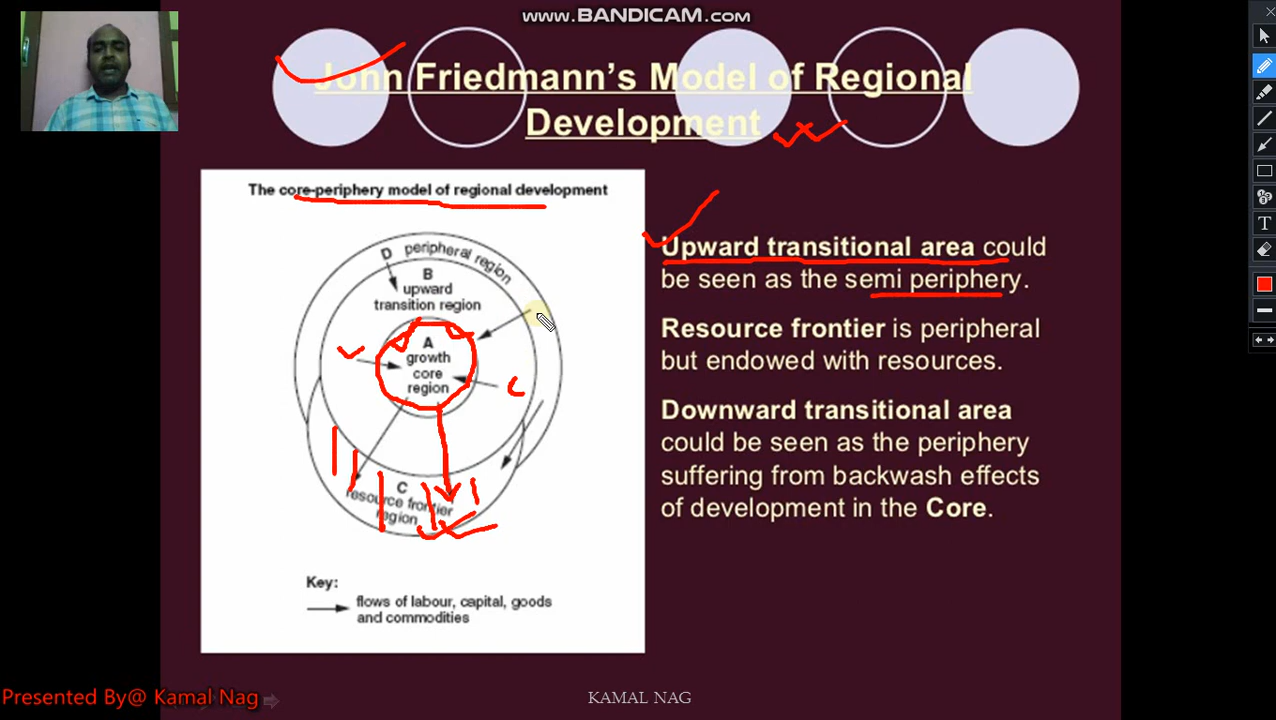 www.BANDICAM.com
John Friedmann's Model of Regional
Development
The core-periphery model of regional development
D peripheral region
B
upward
transition region
A
growth
core
region
C
resource frontier
region
Key:
flows of labour, capital, goods
and commodities
Upward transitional area could
be seen as the semi periphery.
Resource frontier is peripheral
but endowed with resources.
Downward transitional area
could be seen as the periphery
suffering from backwash effects
of development in the Core.
Presented By@ Kamal Nag
KAMAL NAG
T